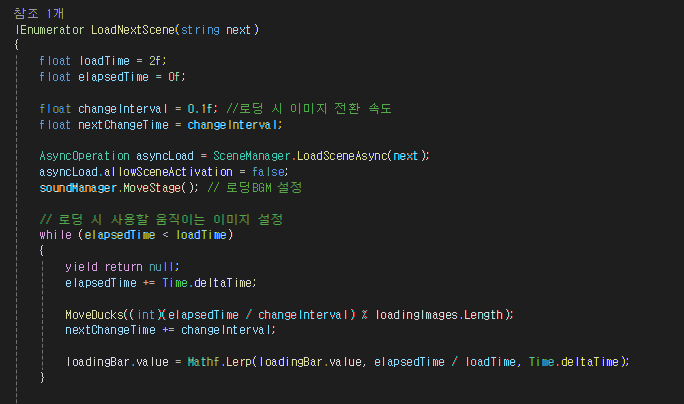 참조 1개
IEnumerator LoadNextScene(string next)
{
float loadTime = 2f;
float elapsedTime = 0f;
float changeInterval = 0.1f; //로딩 시 이미지 전환 속도
float nextChangeTime = changeInterval;
AsyncOperation asyncLoad = SceneManager.LoadSceneAsync(next);
asyncLoad.allowSceneActivation = false;
soundManager.MoveStage(); // 로딩BGM 설정
// 로딩 시 사용할 움직이는 이미지 설정
while (elapsedTime < loadTime)
{
yield return null;
elapsedTime += Time.deltaTime;
MoveDucks((int)(elapsedTime / changeInterval) % loadingImages.Length);
nextChangeTime += changeInterval;
loadingBar.value = Mathf.Lerp(loadingBar.value, elapsedTime / loadTime, Time.deltaTime);
}